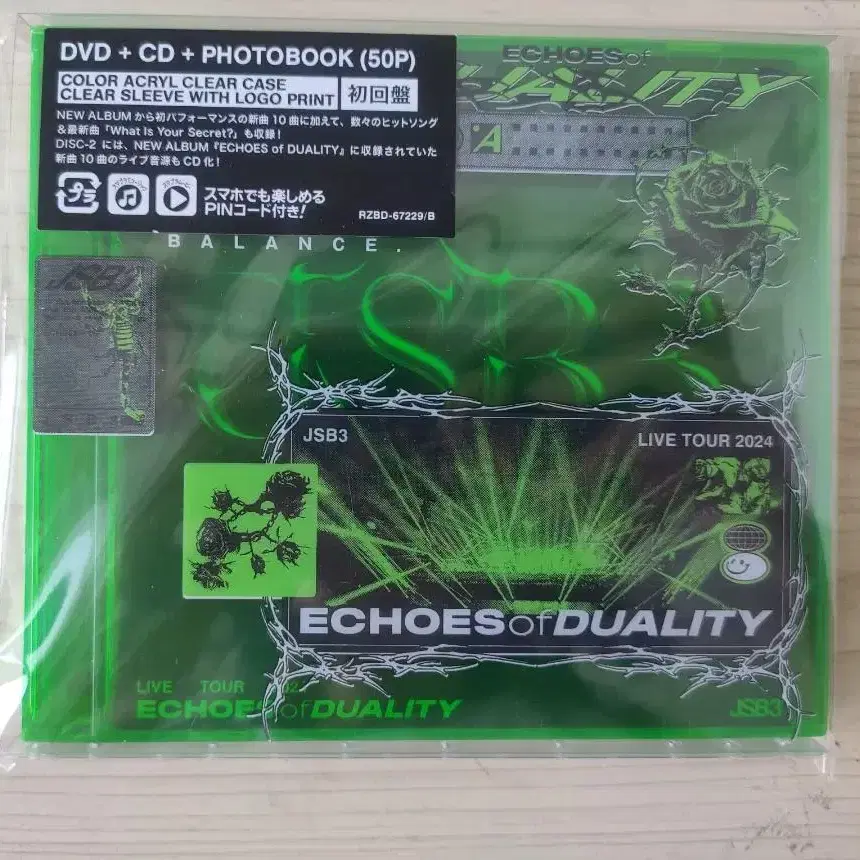 DVD + CD + PHOTOBOOK (50P)
COLOR ACRYL CLEAR CASE
CLEAR SLEEVE WITH LOGO PRINT
初回盤
NEW ALBUM から初パフォーマンスの新曲 10 曲に加えて、数々のヒットソング
&最新曲「What Is Your Secret?」も収録!
DISC-2 には、NEW ALBUM『ECHOES of DUALITY』に収録されていた
新曲 10 曲のライブ音源も CD 化!
プラ
スマホでも楽しめる
PINコード付き!
RZBD-67229/B
ECHOES of
DUALITY
A
BALANCE.
JSB3
JSB3
JSB3
LIVE TOUR 2024
ECHOES of DUALITY
LIVE TOUR
ECHOES of DUALITY
JSB3